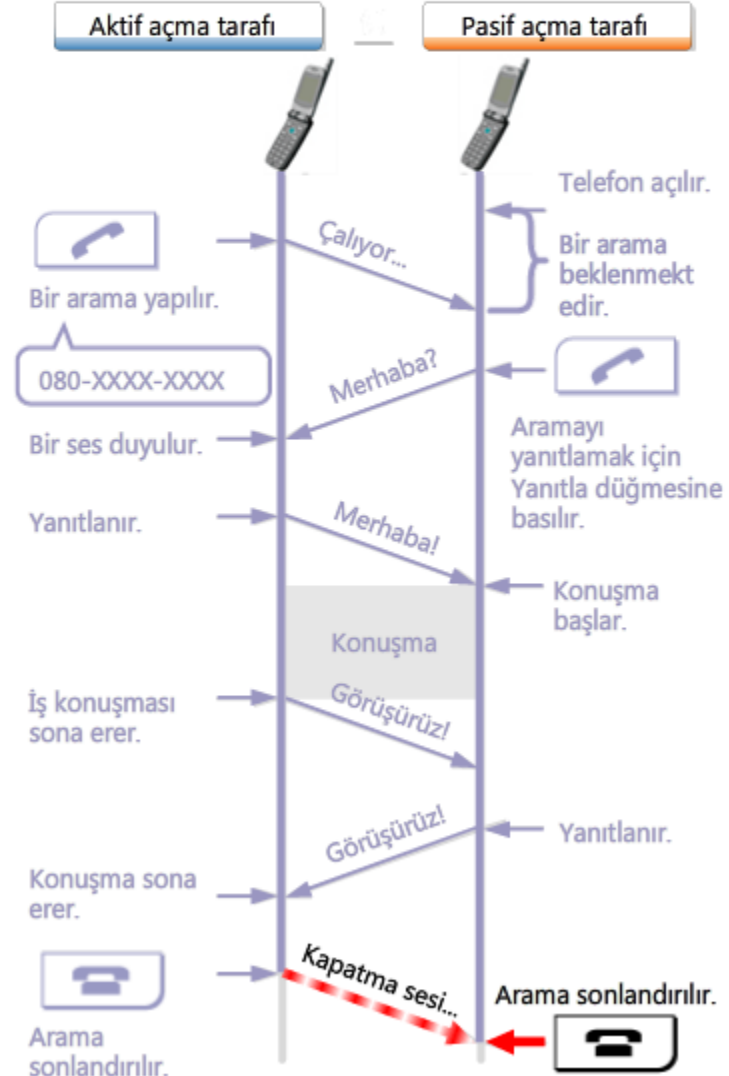 Aktif açma tarafı
Pasif açma tarafı
Telefon açılır.
Çalıyor...
Bir arama
beklenmekt
edir.
Bir arama yapılır.
080-XXXX-XXXX
Merhaba?
Bir ses duyulur.
Aramayı
yanıtlamak için
Yanıtla düğmesine
basılır.
Yanıtlanır.
Merhaba!
Konuşma
başlar.
Konuşma
İş konuşması
sona erer.
Görüşürüz!
Görüşürüz!
Yanıtlanır.
Konuşma sona
erer.
Kapatma sesi...
Arama sonlandırılır.
Arama
sonlandırılır.